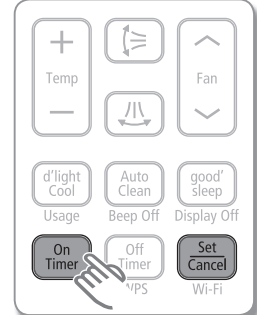 Temp
Fan
d'light
Cool
Auto
Clean
good'
sleep
Usage
Beep Off
Display Off
On
Timer
Off
Timer
Set
Cancel
Wi-Fi